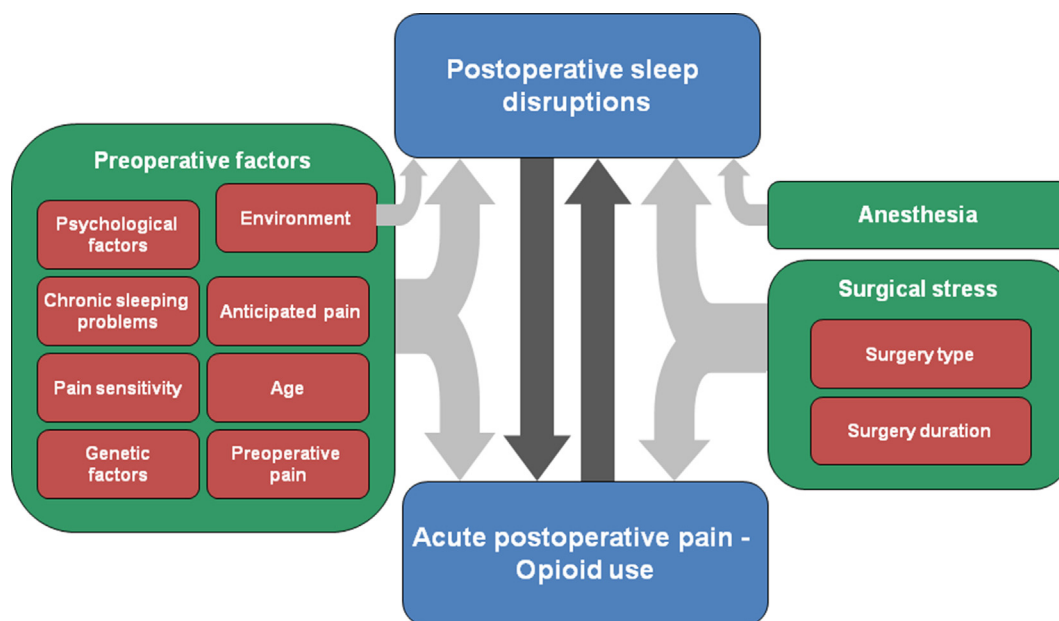 Postoperative sleep
disruptions
Preoperative factors
Psychological
factors
Environment
Chronic sleeping
problems
Anticipated pain
Pain sensitivity
Age
Genetic
factors
Preoperative
pain
Anesthesia
Surgical stress
Surgery type
Surgery duration
Acute postoperative pain -
Opioid use